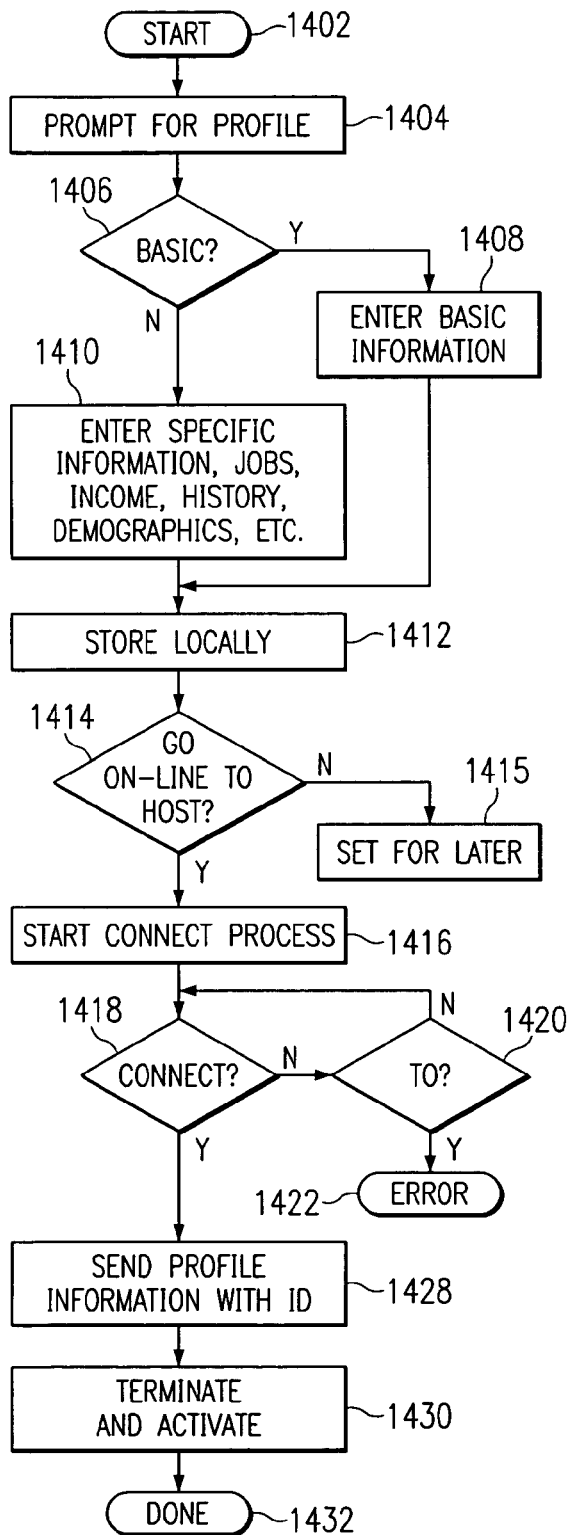 START
1402
PROMPT FOR PROFILE
1404
1406
BASIC?
Y
N
1408
ENTER BASIC
INFORMATION
1410
ENTER SPECIFIC
INFORMATION, JOBS,
INCOME, HISTORY,
DEMOGRAPHICS, ETC.
STORE LOCALLY
1412
1414
GO
ON-LINE TO
HOST?
N
Y
1415
SET FOR LATER
START CONNECT PROCESS
1416
1418
CONNECT?
N
Y
N
1420
TO?
Y
1422
ERROR
SEND PROFILE
INFORMATION WITH ID
1428
TERMINATE
AND ACTIVATE
1430
DONE
1432